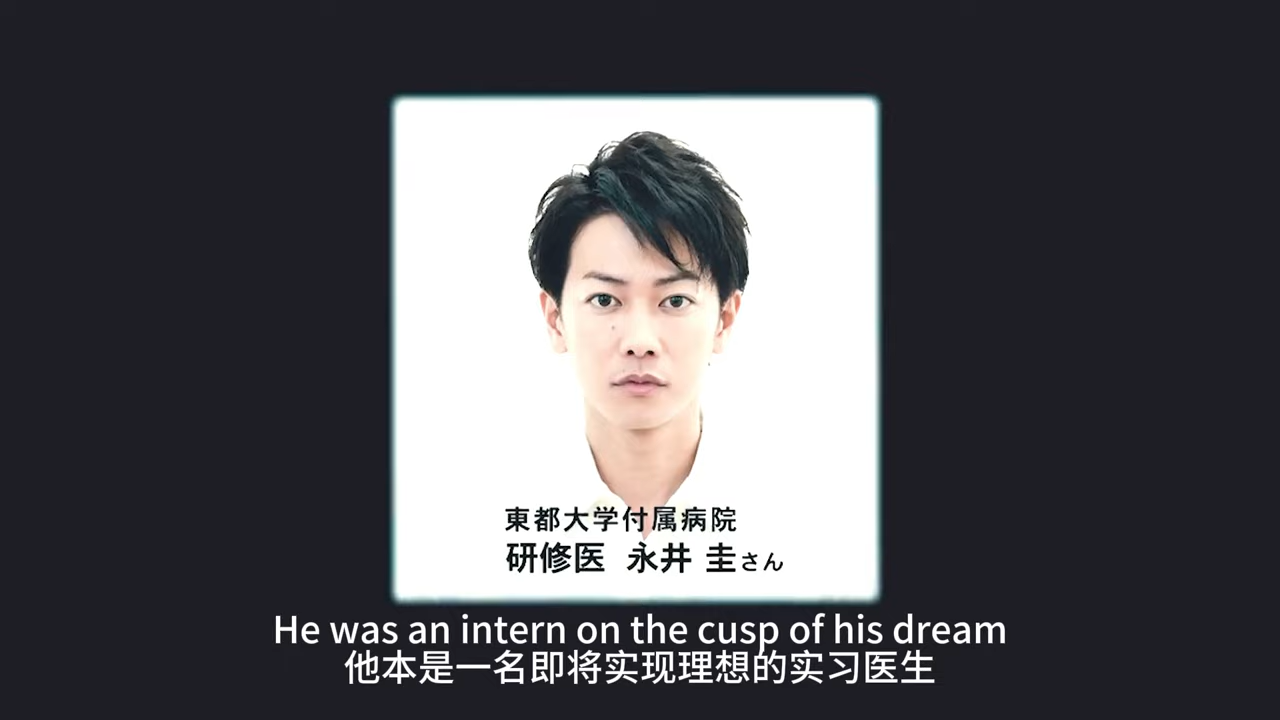 東都大学付属病院
研修医 永井 圭さん
He was an intern on the cusp of his dream
他本是一名即将实现理想的实习医生